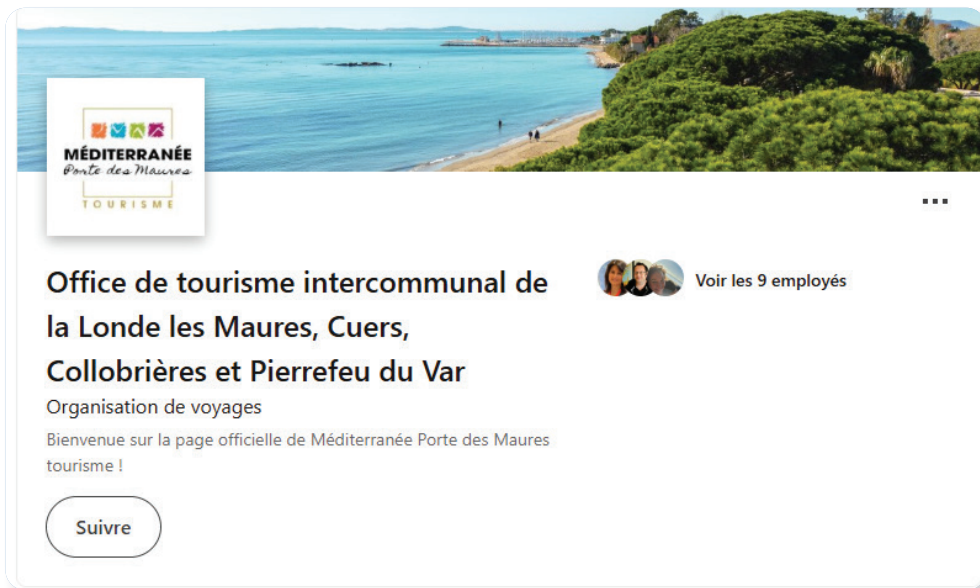 MÉDITERRANÉE
Porte des Maures
TOURISME
Office de tourisme intercommunal de
la Londe les Maures, Cuers,
Collobrières et Pierrefeu du Var
Organisation de voyages
Bienvenue sur la page officielle de Méditerranée Porte des Maures
tourisme !
Suivre
Voir les 9 employés